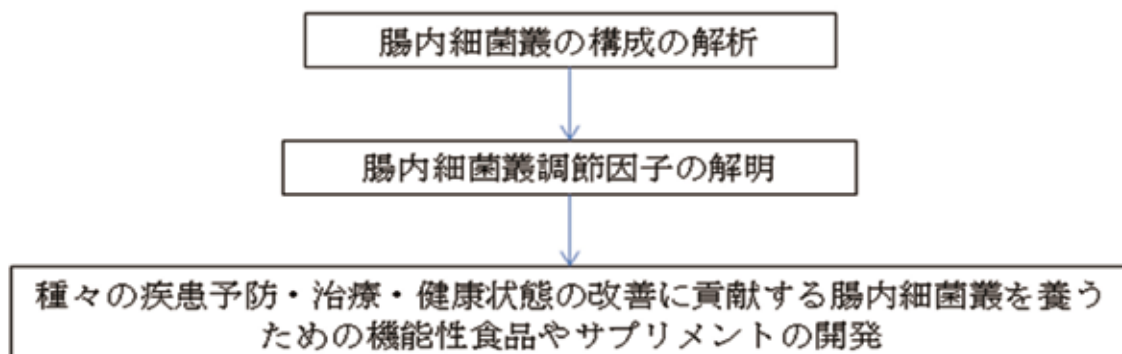 腸内細菌叢の構成の解析
腸内細菌叢調節因子の解明
種々の疾患予防・治療・健康状態の改善に貢献する腸内細菌叢を養う
ための機能性食品やサプリメントの開発